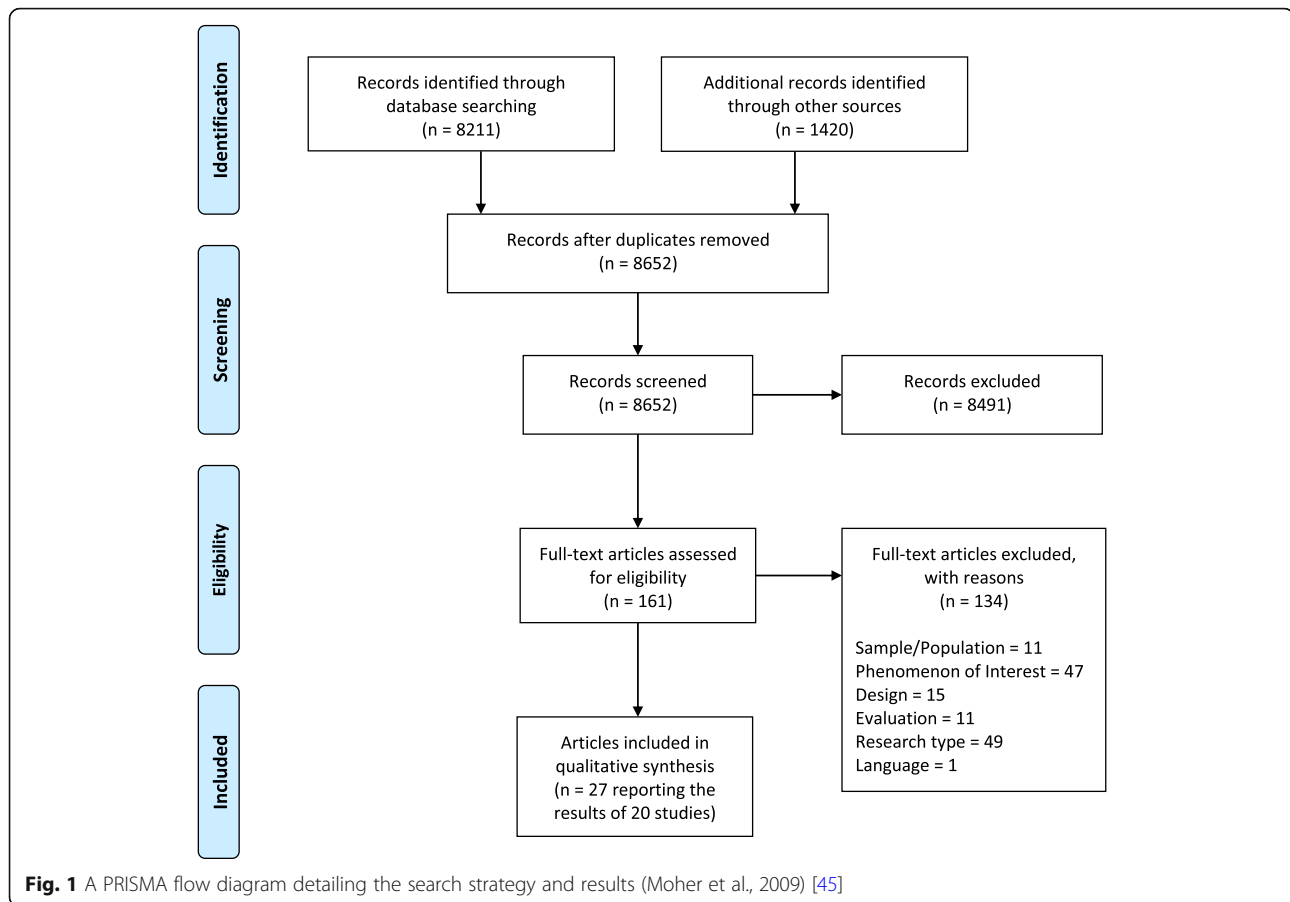 Identification
Records identified through
database searching
(n = 8211)
Additional records identified
through other sources
(n = 1420)
Records after duplicates removed
(n = 8652)
Screening
Records screened
(n = 8652)
Records excluded
(n = 8491)
Eligibility
Full-text articles assessed
for eligibility
(n = 161)
Full-text articles excluded,
with reasons
(n = 134)
Sample/Population = 11
Phenomenon of Interest = 47
Design = 15
Evaluation = 11
Research type = 49
Language = 1
Included
Articles included in
qualitative synthesis
(n = 27 reporting the
results of 20 studies)
Fig. 1 A PRISMA flow diagram detailing the search strategy and results (Moher et al., 2009) [45]